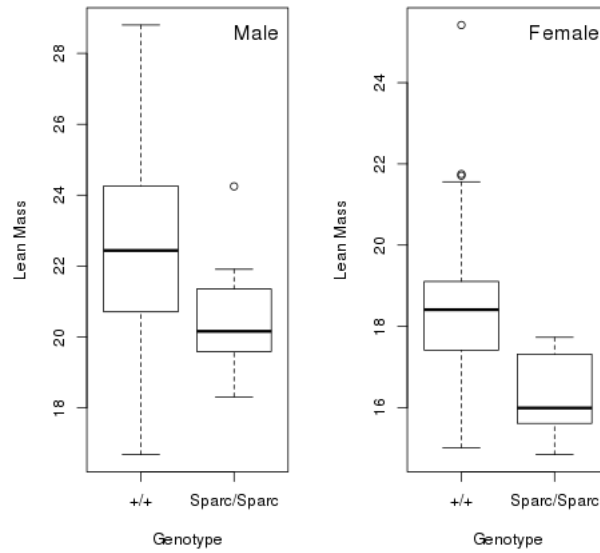 Male
Lean Mass
28
26
24
22
20
18
+/+
Sparc/Sparc
Genotype
Female
Lean Mass
24
22
20
18
16
+/+
Sparc/Sparc
Genotype